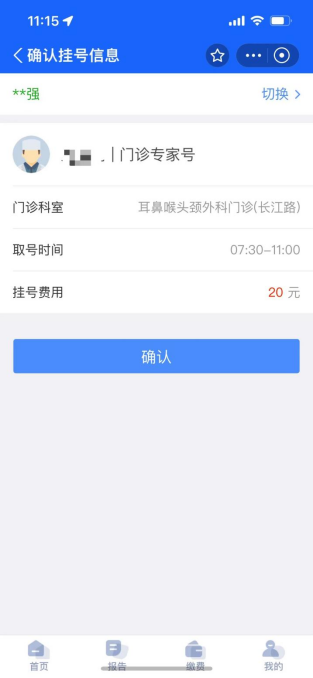 11:15
确认挂号信息
**强
切换
| 门诊专家号
门诊科室
耳鼻喉头颈外科门诊(长江路)
取号时间
07:30-11:00
挂号费用
20 元
确认
首页
报告
缴费
我的